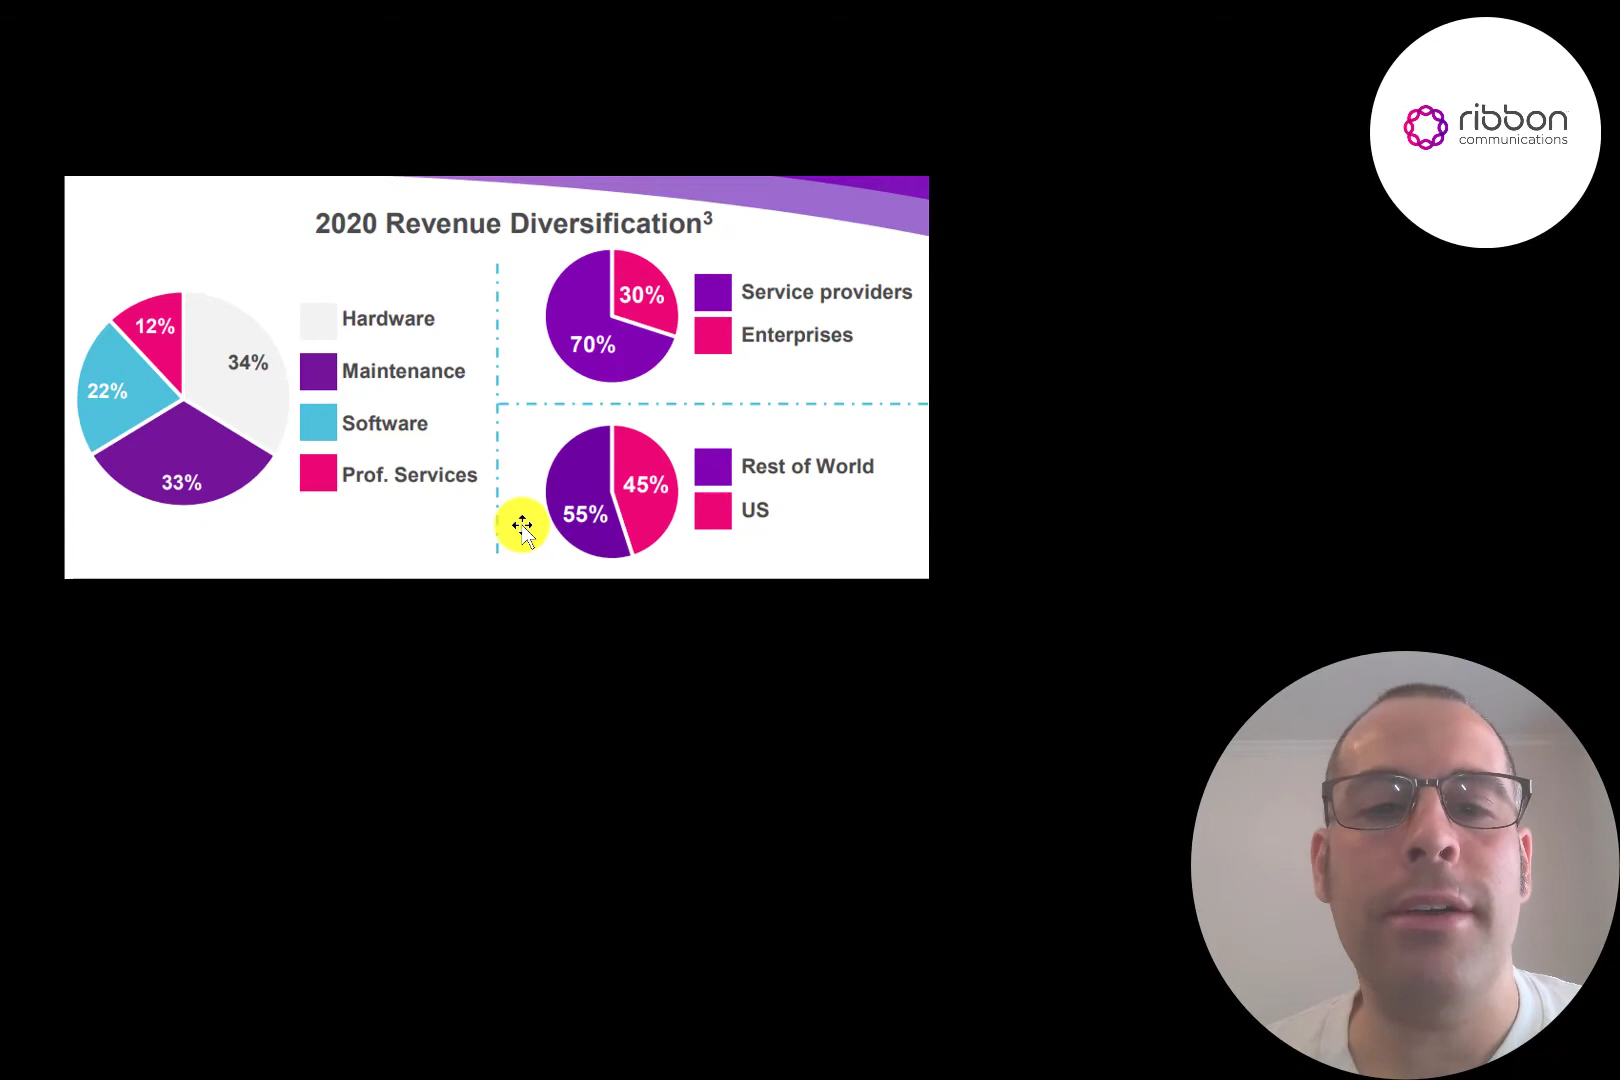 ribbon
communications
2020 Revenue Diversification3
12%
34%
22%
33%
Hardware
Maintenance
Software
Prof. Services
30%
70%
Service providers
Enterprises
45%
55%
Rest of World
US